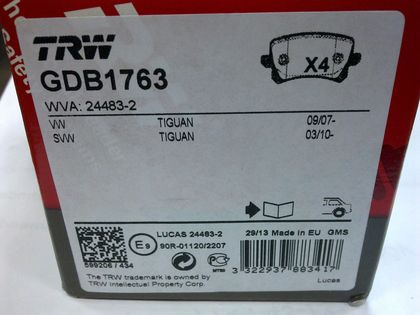 TRW
X4
GDB1763
WVA: 24483-2
VW TIGUAN 09/07-
SVW TIGUAN 03/10-
LUCAS 24483-2
29/13 Made in EU GMS
E9 90R-01120/2207
599206 / 434
3 322937 883417
The TRW trademark is owned by
TRW Intellectual Property Corp.
Lucas